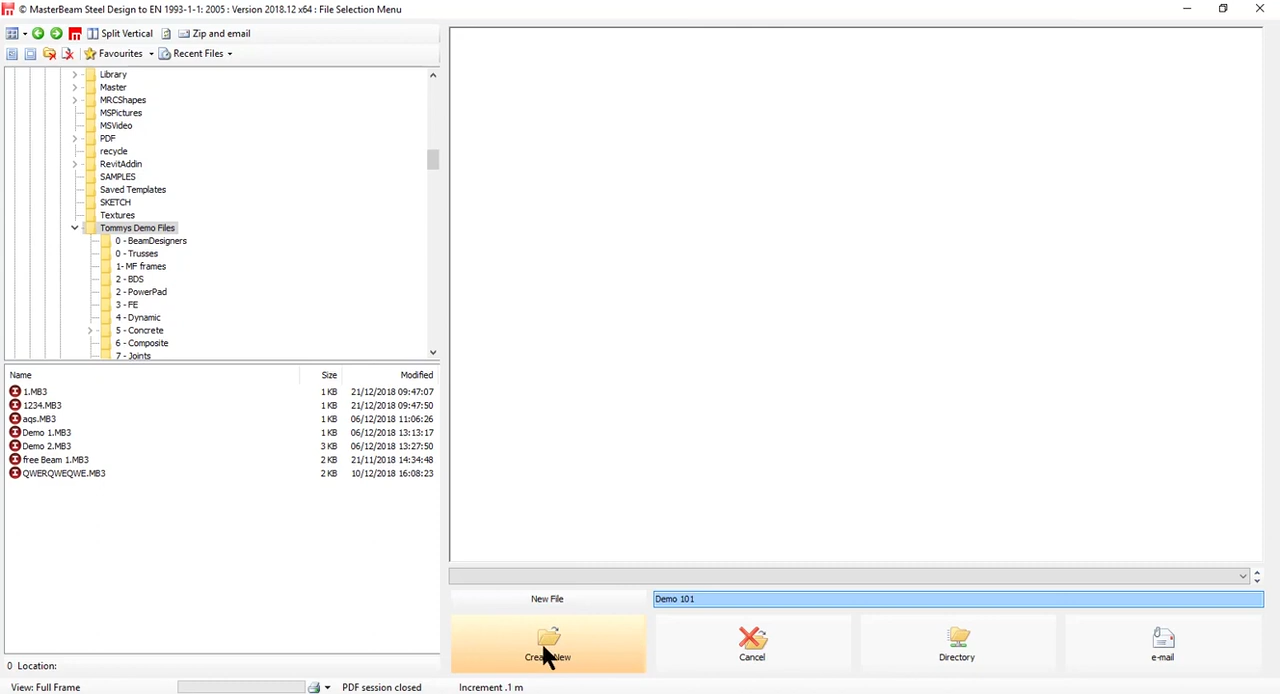 © MasterBeam Steel Design to EN 1993-1-1: 2005 : Version 2018.12 x64 : File Selection Menu
Split Vertical
Zip and email
Favourites
Recent Files
Library
Master
MRCShapes
MSPictures
MSVideo
PDF
recycle
RevitAddin
SAMPLES
Saved Templates
SKETCH
Textures
Tommys Demo Files
0 - BeamDesigners
0 - Trusses
1- MF frames
2 - BDS
2 - PowerPad
3 - FE
4 - Dynamic
5 - Concrete
6 - Composite
7 - Joints
Name Size Modified
1.MB3 1 KB 21/12/2018 09:47:07
1234.MB3 1 KB 21/12/2018 09:47:50
aqs.MB3 1 KB 06/12/2018 11:06:26
Demo 1.MB3 1 KB 06/12/2018 13:13:17
Demo 2.MB3 3 KB 06/12/2018 13:27:50
free Beam 1.MB3 2 KB 21/11/2018 14:34:48
QWERQWEQWE.MB3 2 KB 10/12/2018 16:08:23
New File
Demo 101
Create New
Cancel
Directory
e-mail
0 Location:
View: Full Frame
PDF session closed
Increment .1 m